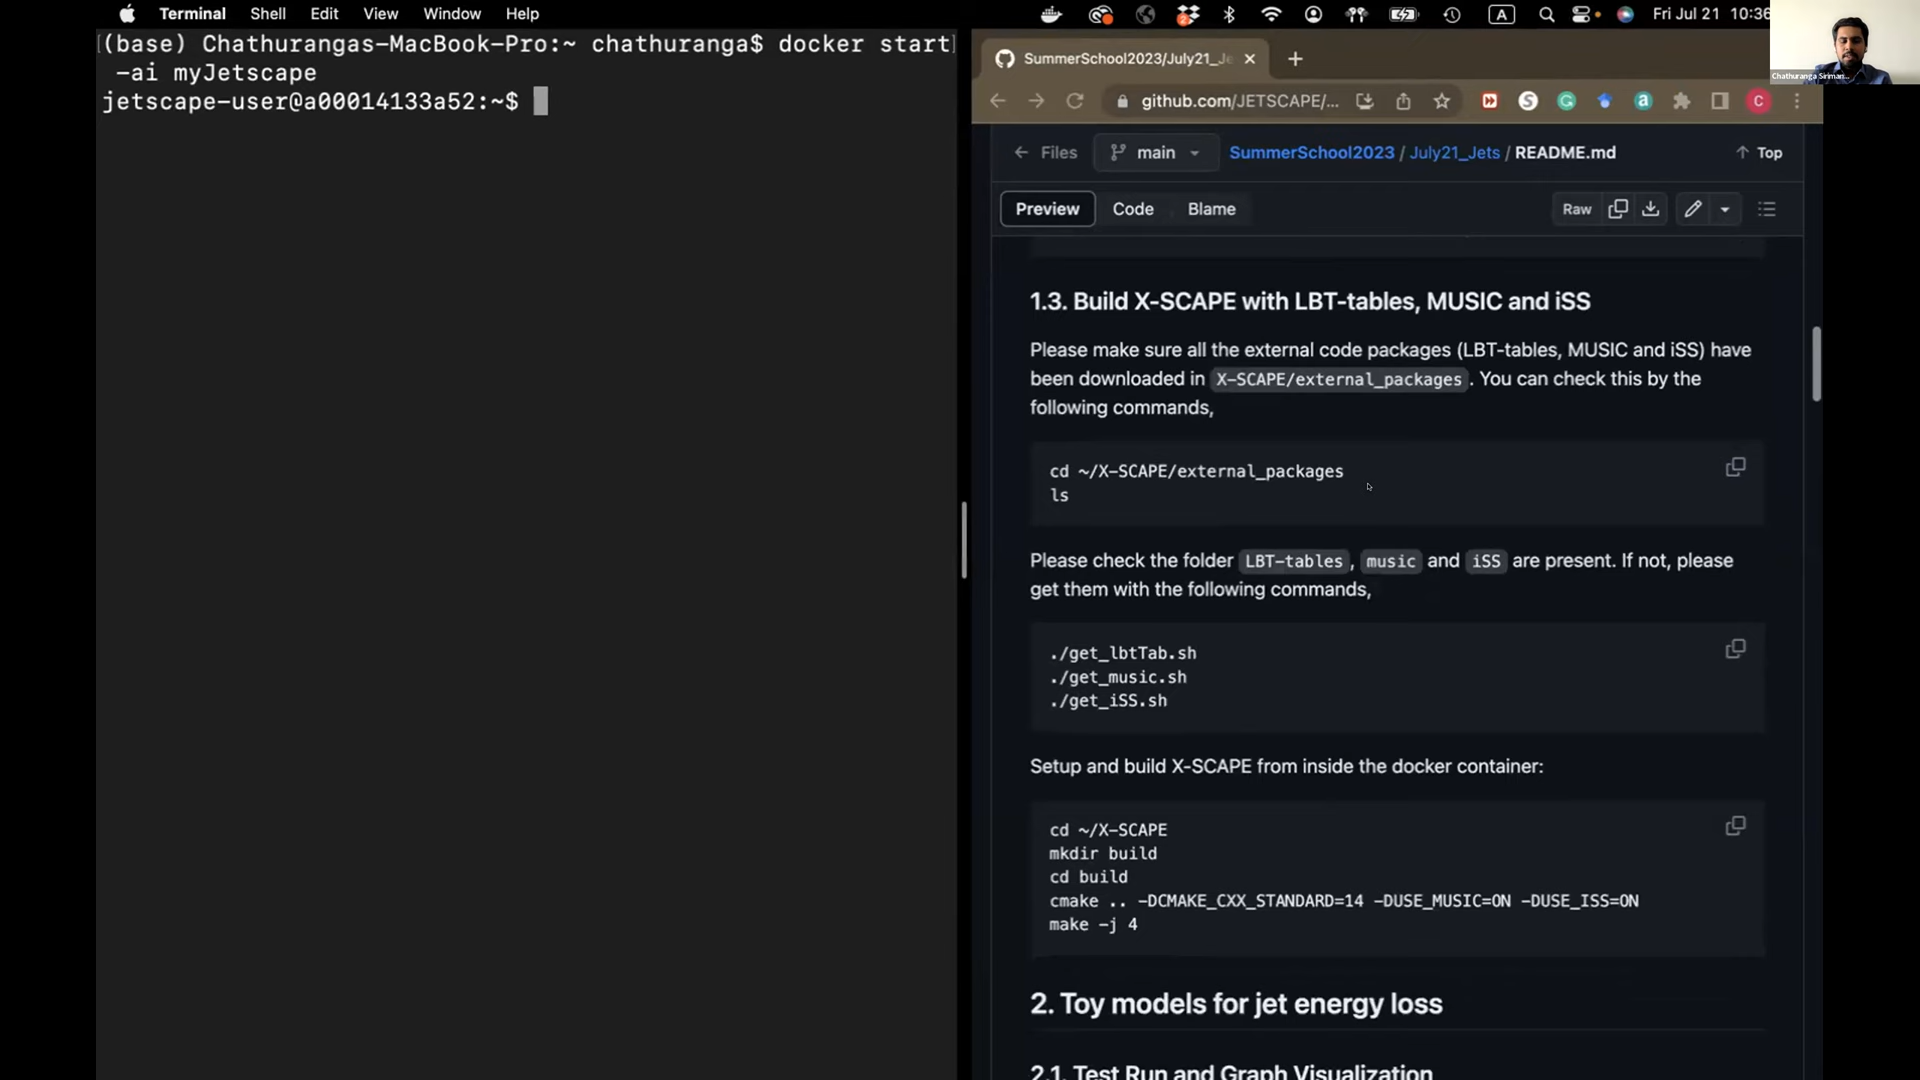 Terminal Shell Edit View Window Help
A
Fri Jul 21 10:36
(base) Chathurangas-MacBook-Pro:~ chathuranga$ docker start
-ai myJetscape
jetscape-user@a00014133a52:~$
SummerSchool2023/July21_Je
github.com/JETSCAPE/...
Chathuranga Siriman...
Files
main
SummerSchool2023 / July21_Jets / README.md
Top
Preview Code Blame
Raw
1.3. Build X-SCAPE with LBT-tables, MUSIC and iSS
Please make sure all the external code packages (LBT-tables, MUSIC and iSS) have
been downloaded in X-SCAPE/external_packages . You can check this by the
following commands,
cd ~/X-SCAPE/external_packages
ls
Please check the folder LBT-tables , music and iSS are present. If not, please
get them with the following commands,
./get_lbtTab.sh
./get_music.sh
./get_iSS.sh
Setup and build X-SCAPE from inside the docker container:
cd ~/X-SCAPE
mkdir build
cd build
cmake .. -DCMAKE_CXX_STANDARD=14 -DUSE_MUSIC=ON -DUSE_ISS=ON
make -j 4
2. Toy models for jet energy loss
2.1. Test Run and Graph Visualization